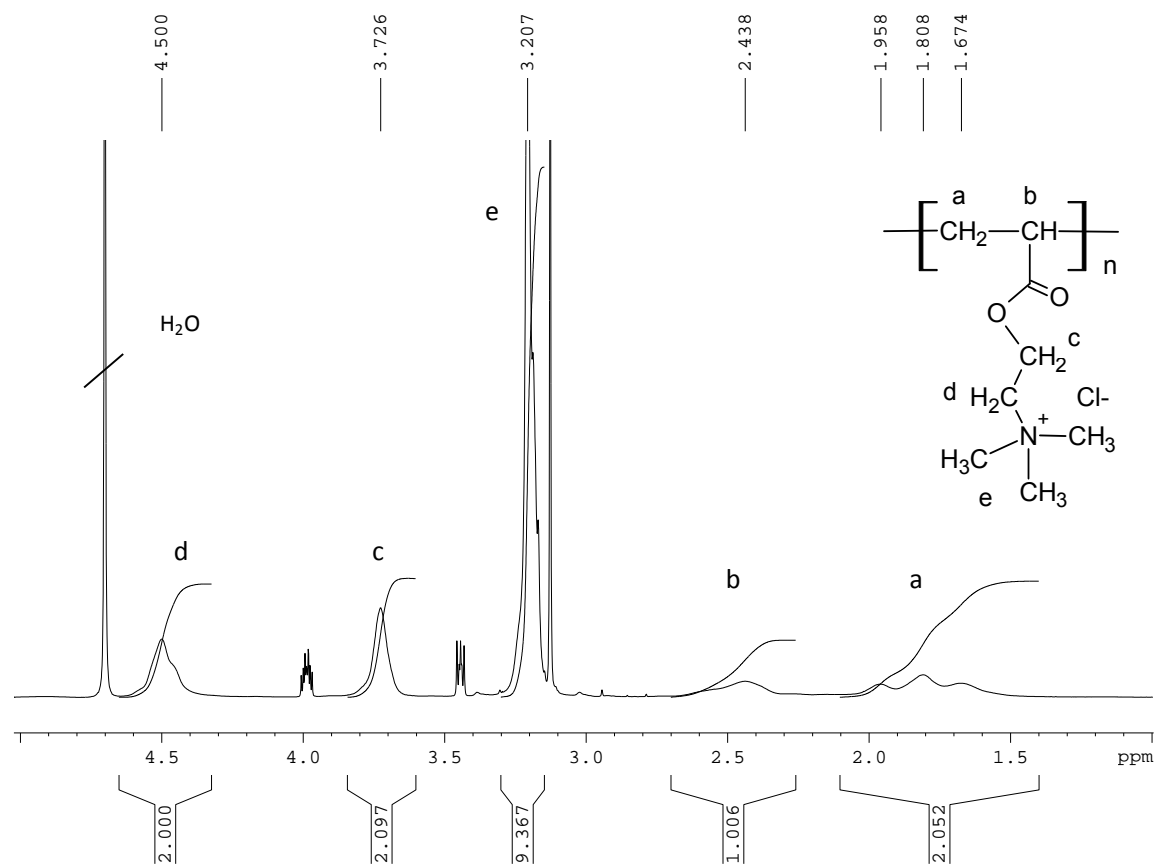 4.500
3.726
3.207
2.438
1.958
1.808
1.674
e
H₂O
d
c
b
a
a
b
CH₂
CH
n
O
O
CH₂
c
d
H₂C
Cl-
N+
H₃C
CH₃
e
CH₃
4.5
4.0
3.5
3.0
2.5
2.0
1.5
ppm
2.000
2.097
9.367
1.006
2.052